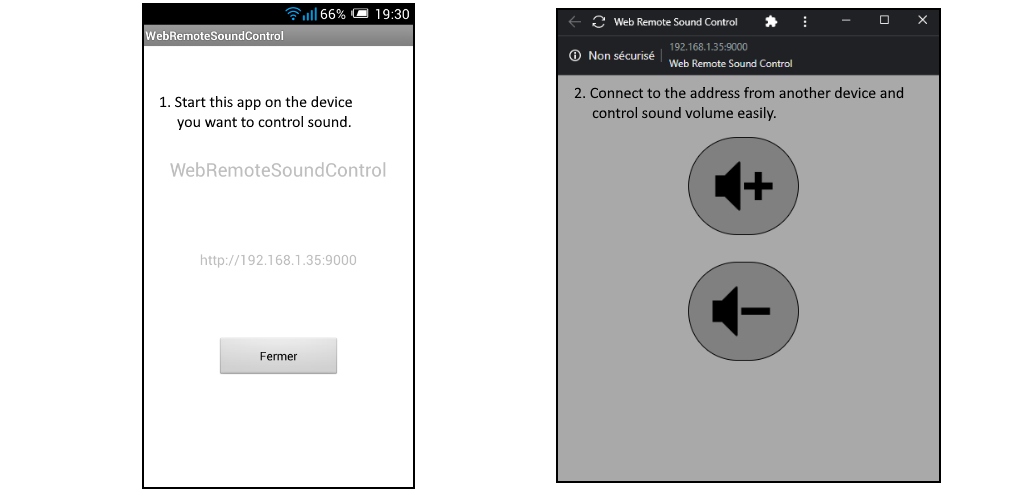 66% 19:30
WebRemoteSoundControl
1. Start this app on the device
you want to control sound.
WebRemoteSoundControl
http://192.168.1.35:9000
Fermer
Web Remote Sound Control
Non sécurisé
192.168.1.35:9000
Web Remote Sound Control
2. Connect to the address from another device and
control sound volume easily.